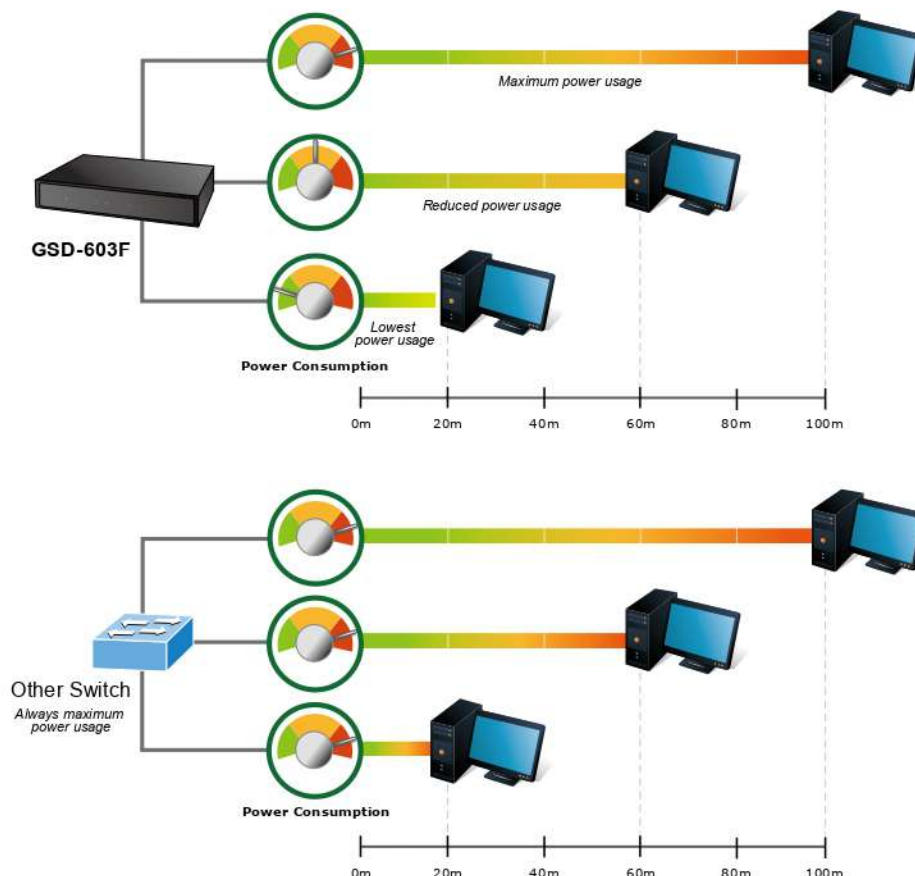 Maximum power usage
Reduced power usage
GSD-603F
Lowest
power usage
Power Consumption
0m 20m 40m 60m 80m 100m
Other Switch
Always maximum
power usage
Power Consumption
0m 20m 40m 60m 80m 100m